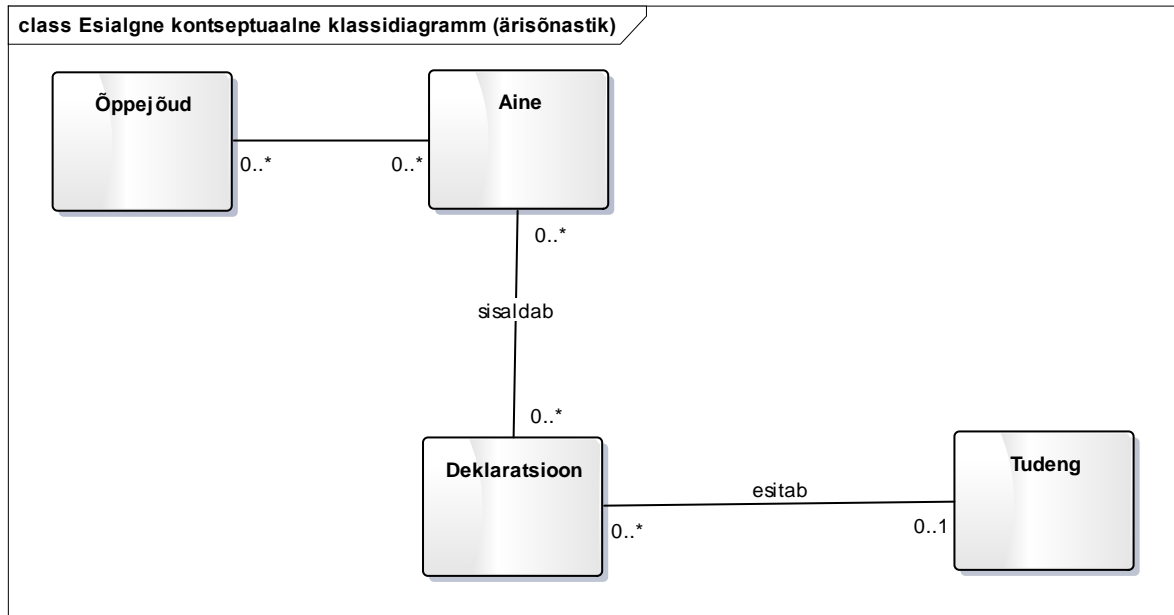 class Esialgne kontseptuaalne klassidiagramm (ärisõnastik)
Õppejõud
Aine
0..*
0..*
0..*
sisaldab
0..*
Deklaratsioon
Tudeng
esitab
0..*
0..1